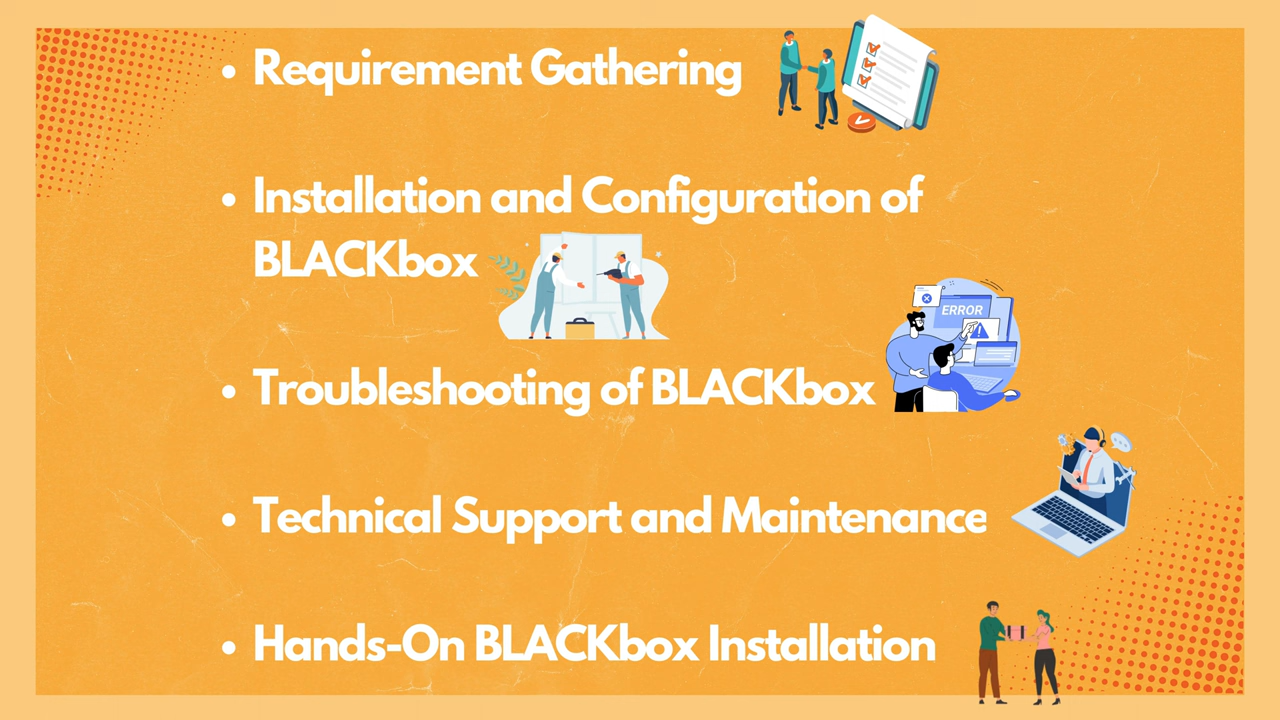 • Requirement Gathering
• Installation and Configuration of
BLACKbox
ERROR
• Troubleshooting of BLACKbox
• Technical Support and Maintenance
• Hands-On BLACKbox Installation